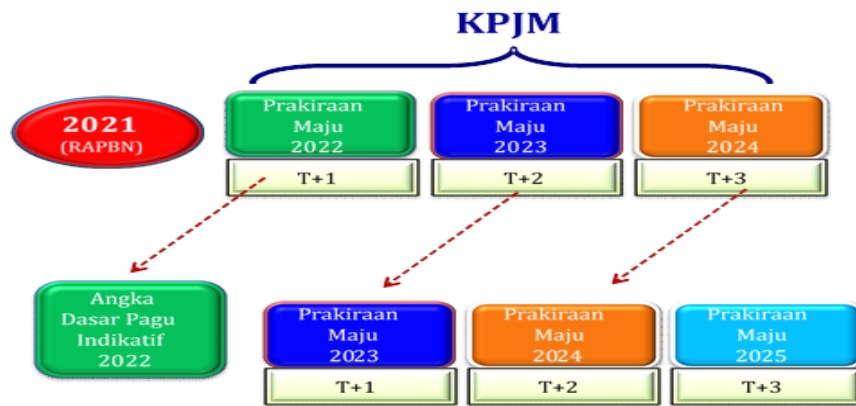 KPJM
2021
(RAPBN)
Prakiraan
Maju
2022
Prakiraan
Maju
2023
Prakiraan
Maju
2024
T+1
T+2
T+3
Angka
Dasar Pagu
Indikatif
2022
Prakiraan
Maju
2023
Prakiraan
Maju
2024
Prakiraan
Maju
2025
T+1
T+2
T+3